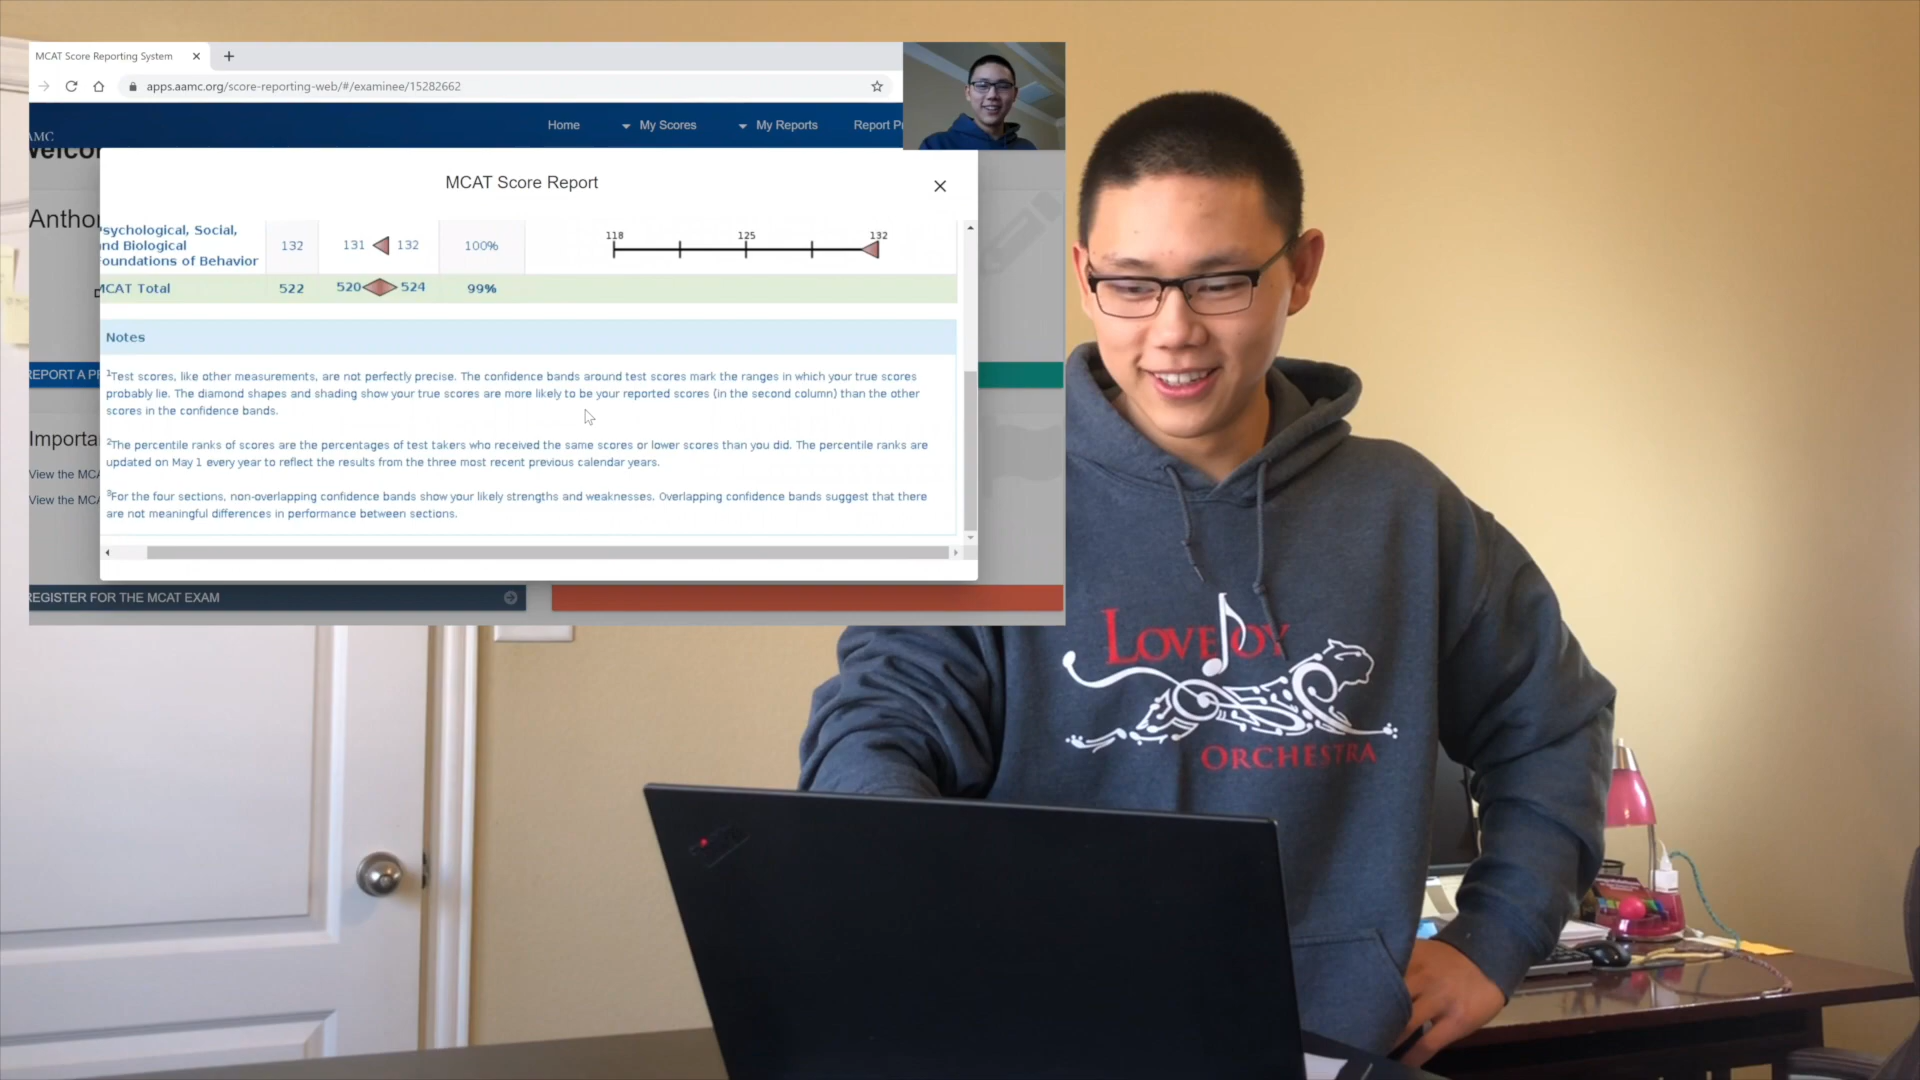 MCAT Score Reporting System
apps.aamc.org/score-reporting-web/#/examinee/15282662
AMC
Home
My Scores
My Reports
Report Pr
Welco
MCAT Score Report
Antho
sychological, Social,
nd Biological
oundations of Behavior
132
131 132
100%
118 125 132
MCAT Total
522
520 524
99%
Notes
REPORT A P
1Test scores, like other measurements, are not perfectly precise. The confidence bands around test scores mark the ranges in which your true scores
probably lie. The diamond shapes and shading show your true scores are more likely to be your reported scores (in the second column) than the other
scores in the confidence bands.
Importa
2The percentile ranks of scores are the percentages of test takers who received the same scores or lower scores than you did. The percentile ranks are
updated on May 1 every year to reflect the results from the three most recent previous calendar years.
View the MCA
View the MCA
3For the four sections, non-overlapping confidence bands show your likely strengths and weaknesses. Overlapping confidence bands suggest that there
are not meaningful differences in performance between sections.
REGISTER FOR THE MCAT EXAM
LOVEJOY
ORCHESTRA